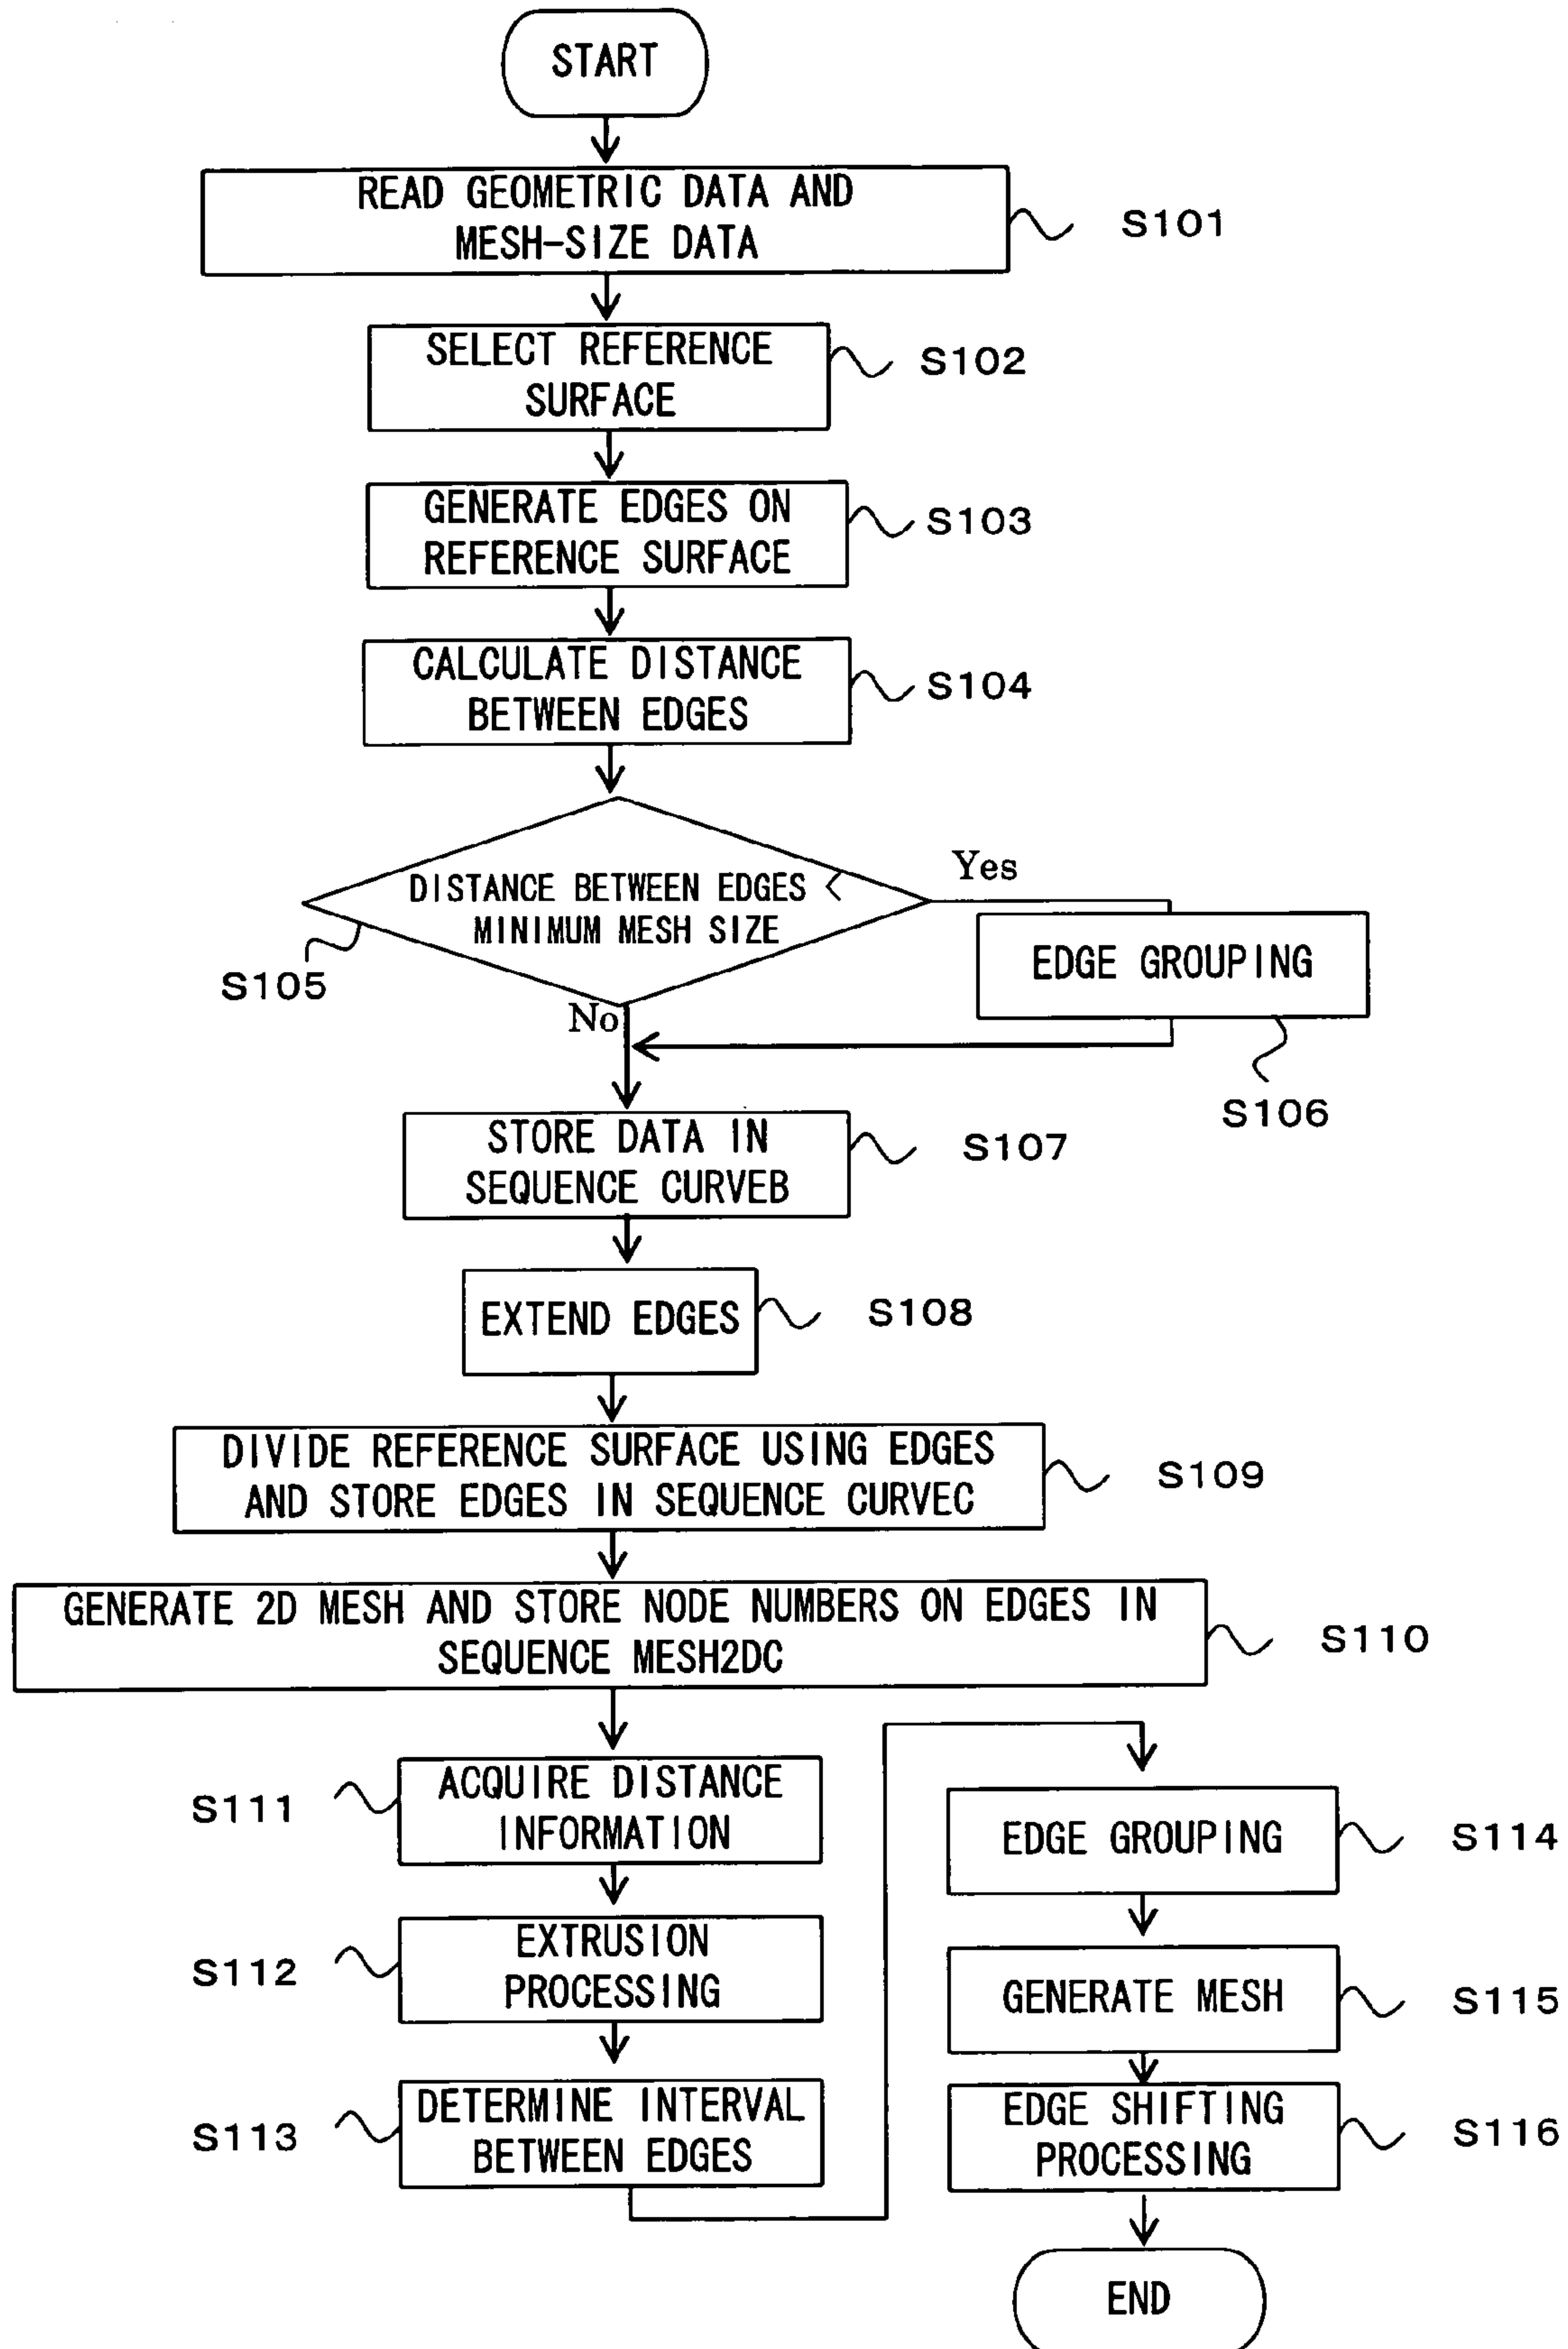 START
READ GEOMETRIC DATA AND
MESH-SIZE DATA
S101
SELECT REFERENCE
SURFACE
S102
GENERATE EDGES ON
REFERENCE SURFACE
S103
CALCULATE DISTANCE
BETWEEN EDGES
S104
DISTANCE BETWEEN EDGES <
MINIMUM MESH SIZE
S105
Yes
EDGE GROUPING
S106
No
STORE DATA IN
SEQUENCE CURVEB
S107
EXTEND EDGES
S108
DIVIDE REFERENCE SURFACE USING EDGES
AND STORE EDGES IN SEQUENCE CURVEC
S109
GENERATE 2D MESH AND STORE NODE NUMBERS ON EDGES IN
SEQUENCE MESH2DC
S110
ACQUIRE DISTANCE
INFORMATION
S111
EXTRUSION
PROCESSING
S112
DETERMINE INTERVAL
BETWEEN EDGES
S113
EDGE GROUPING
S114
GENERATE MESH
S115
EDGE SHIFTING
PROCESSING
S116
END